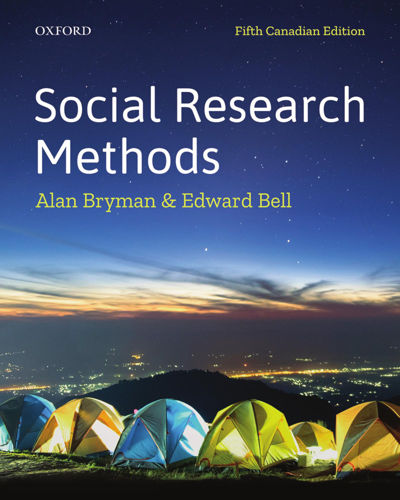 OXFORD
Fifth Canadian Edition
Social Research
Methods
Alan Bryman & Edward Bell